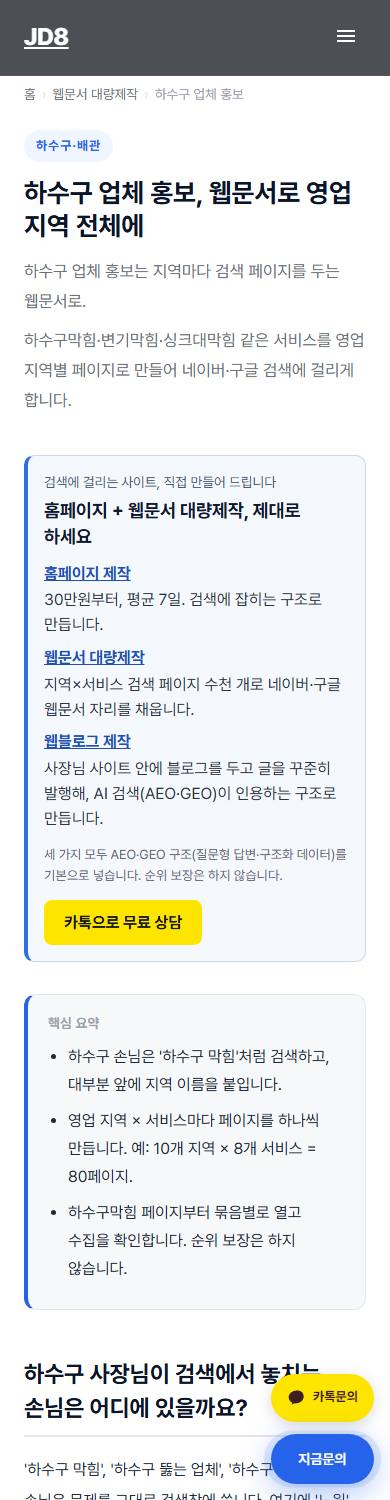 JD8
홈 › 웹문서 대량제작 › 하수구 업체 홍보
하수구·배관
하수구 업체 홍보, 웹문서로 영업
지역 전체에
하수구 업체 홍보는 지역마다 검색 페이지를 두는
웹문서로.
하수구막힘·변기막힘·싱크대막힘 같은 서비스를 영업
지역별 페이지로 만들어 네이버·구글 검색에 걸리게
합니다.
검색에 걸리는 사이트, 직접 만들어 드립니다
홈페이지 + 웹문서 대량제작, 제대로
하세요
홈페이지 제작
30만원부터, 평균 7일. 검색에 잡히는 구조로
만듭니다.
웹문서 대량제작
지역×서비스 검색 페이지 수천 개로 네이버·구글
웹문서 자리를 채웁니다.
웹블로그 제작
사장님 사이트 안에 블로그를 두고 글을 꾸준히
발행해, AI 검색(AEO·GEO)이 인용하는 구조로
만듭니다.
세 가지 모두 AEO·GEO 구조(질문형 답변·구조화 데이터)를
기본으로 넣습니다. 순위 보장은 하지 않습니다.
카톡으로 무료 상담
핵심 요약
• 하수구 손님은 '하수구 막힘'처럼 검색하고,
대부분 앞에 지역 이름을 붙입니다.
• 영업 지역 × 서비스마다 페이지를 하나씩
만듭니다. 예: 10개 지역 × 8개 서비스 =
80페이지.
• 하수구막힘 페이지부터 묶음별로 열고
수집을 확인합니다. 순위 보장은 하지
않습니다.
하수구 사장님이 검색에서 놓치는
손님은 어디에 있을까요?
카톡문의
지금문의
'하수구 막힘', '하수구 뚫는 업체', '하수구